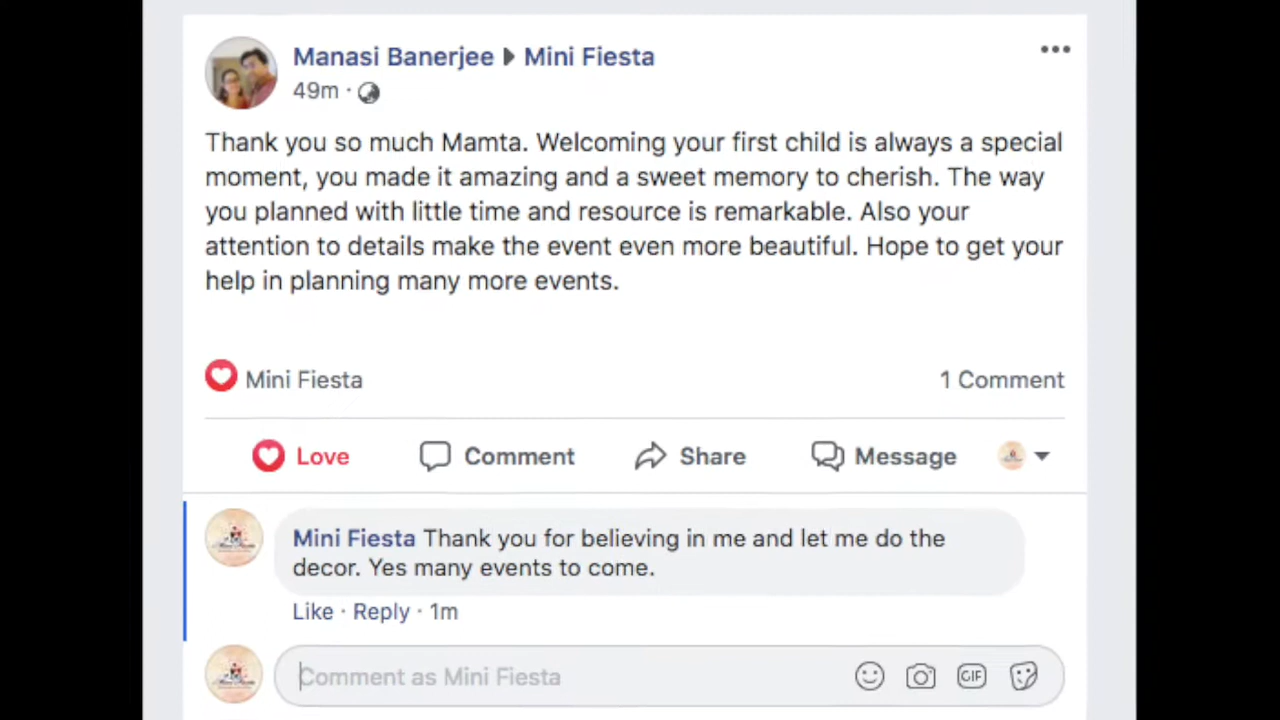 Manasi Banerjee ▶ Mini Fiesta
49m ·
Thank you so much Mamta. Welcoming your first child is always a special
moment, you made it amazing and a sweet memory to cherish. The way
you planned with little time and resource is remarkable. Also your
attention to details make the event even more beautiful. Hope to get your
help in planning many more events.
Mini Fiesta 1 Comment
Love Comment Share Message
Mini Fiesta Thank you for believing in me and let me do the
decor. Yes many events to come.
Like · Reply · 1m
Comment as Mini Fiesta GIF